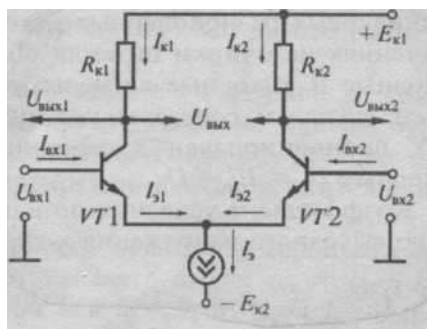 + Eк1
Iк1 Iк2
Rк1 Rк2
Uвых1 Uвых Uвых2
Iвх1 Iвх2
Uвх1 Iэ1 Iэ2 Uвх2
VT1 VT2
Iэ
− Eк2